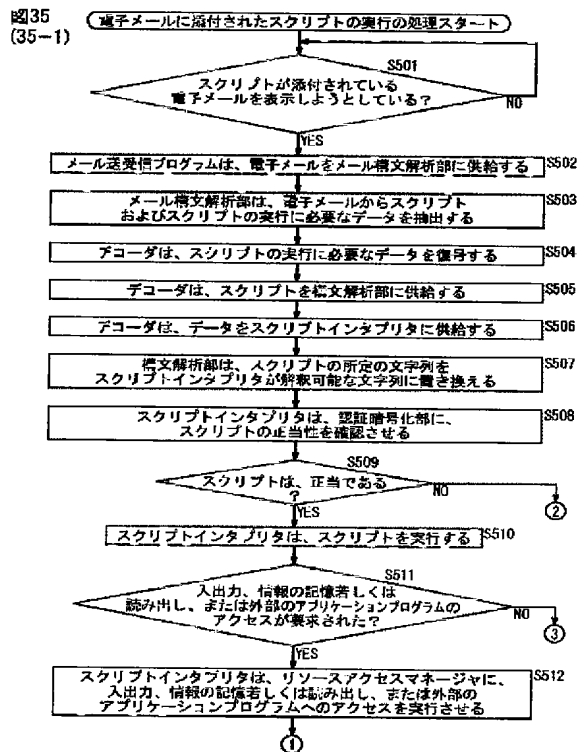 図35
(35-1)
電子メールに添付されたスクリプトの実行の処理スタート
S501
スクリプトが添付されている
電子メールを表示しようとしている?
NO
YES
メール送受信プログラムは、電子メールをメール構文解析部に供給する
S502
メール構文解析部は、電子メールからスクリプト
およびスクリプトの実行に必要なデータを抽出する
S503
デコーダは、スクリプトの実行に必要なデータを復号する
S504
デコーダは、スクリプトを構文解析部に供給する
S505
デコーダは、データをスクリプトインタプリタに供給する
S506
構文解析部は、スクリプトの所定の文字列を
スクリプトインタプリタが解釈可能な文字列に置き換える
S507
スクリプトインタプリタは、認証暗号化部に、
スクリプトの正当性を確認させる
S508
S509
スクリプトは、正当である
?
NO
②
YES
スクリプトインタプリタは、スクリプトを実行する
S510
S511
入出力、情報の記憶若しくは
読み出し、または外部のアプリケーションプログラムの
アクセスが要求された?
NO
③
YES
スクリプトインタプリタは、リソースアクセスマネージャに、
入出力、情報の記憶若しくは読み出し、または外部の
アプリケーションプログラムへのアクセスを実行させる
S512
①